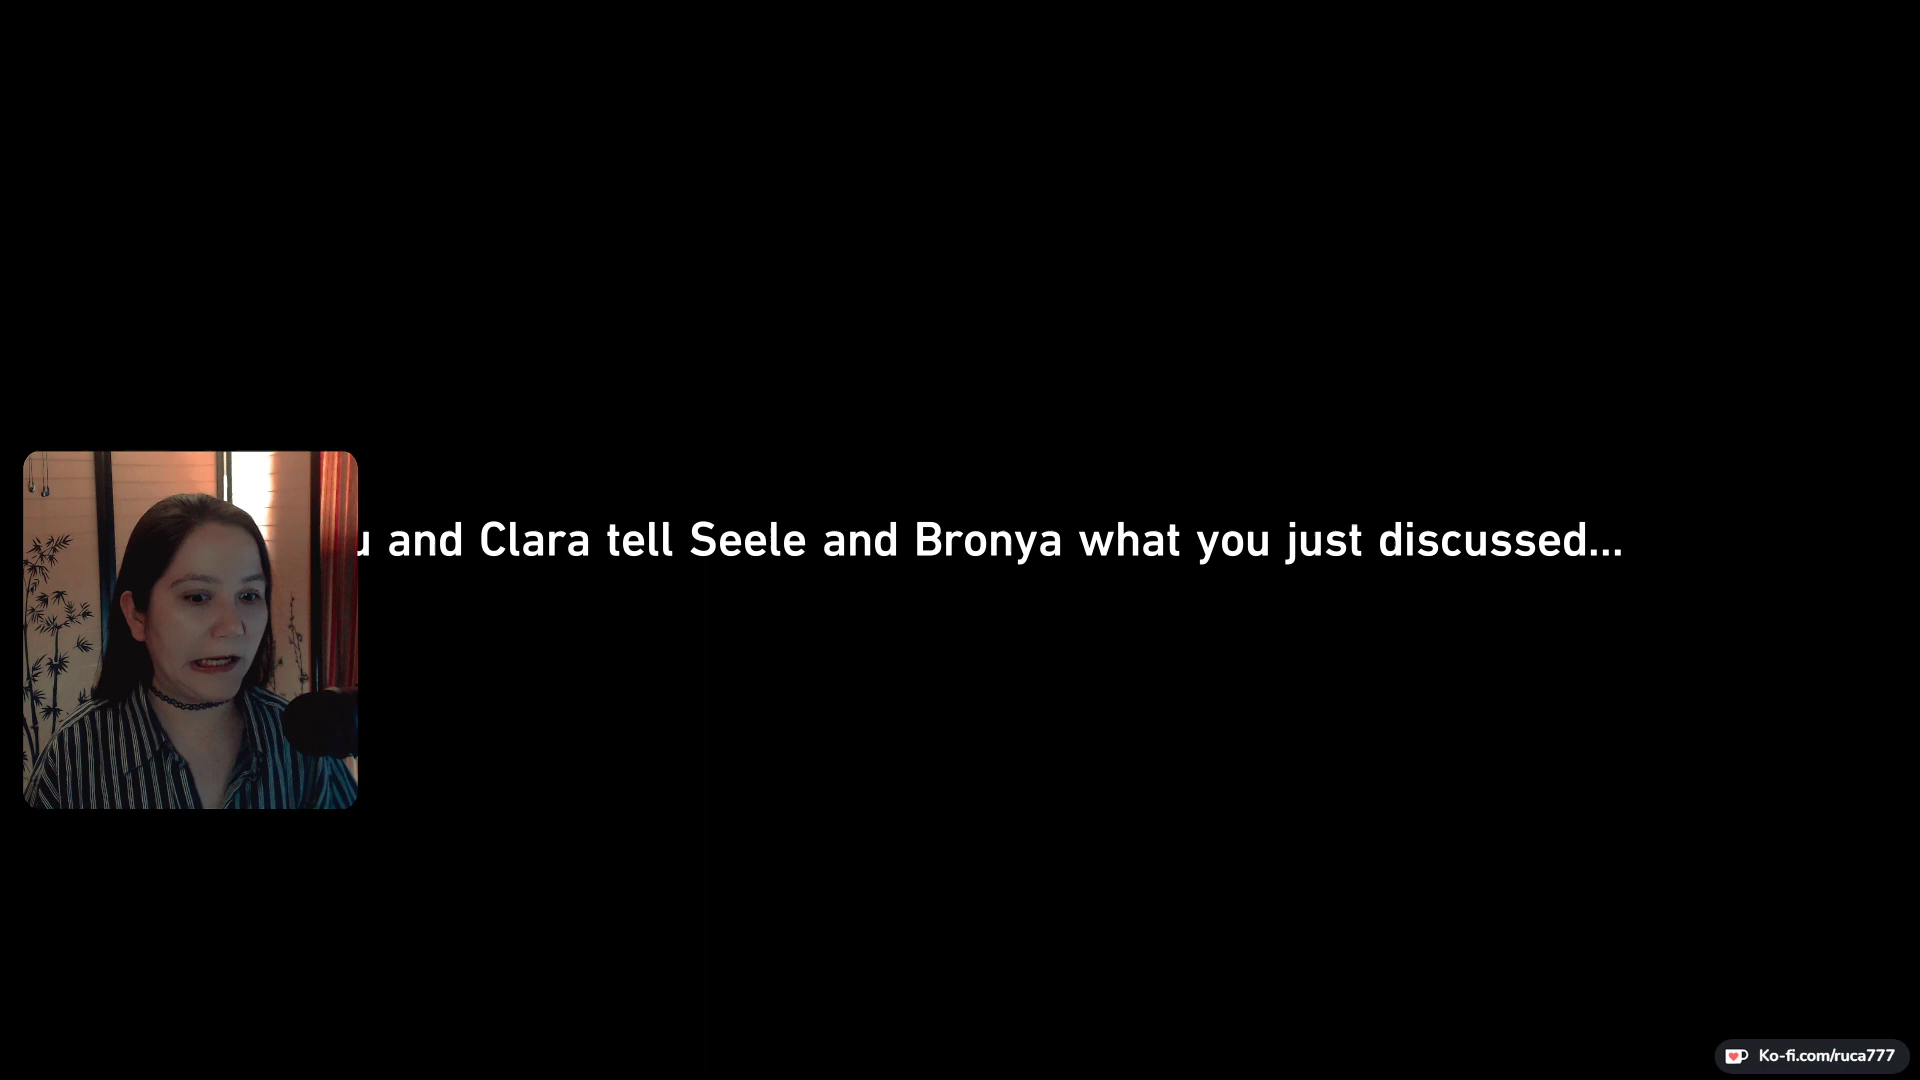 and Clara tell Seele and Bronya what you just discussed...
Ko-fi.com/ruca777